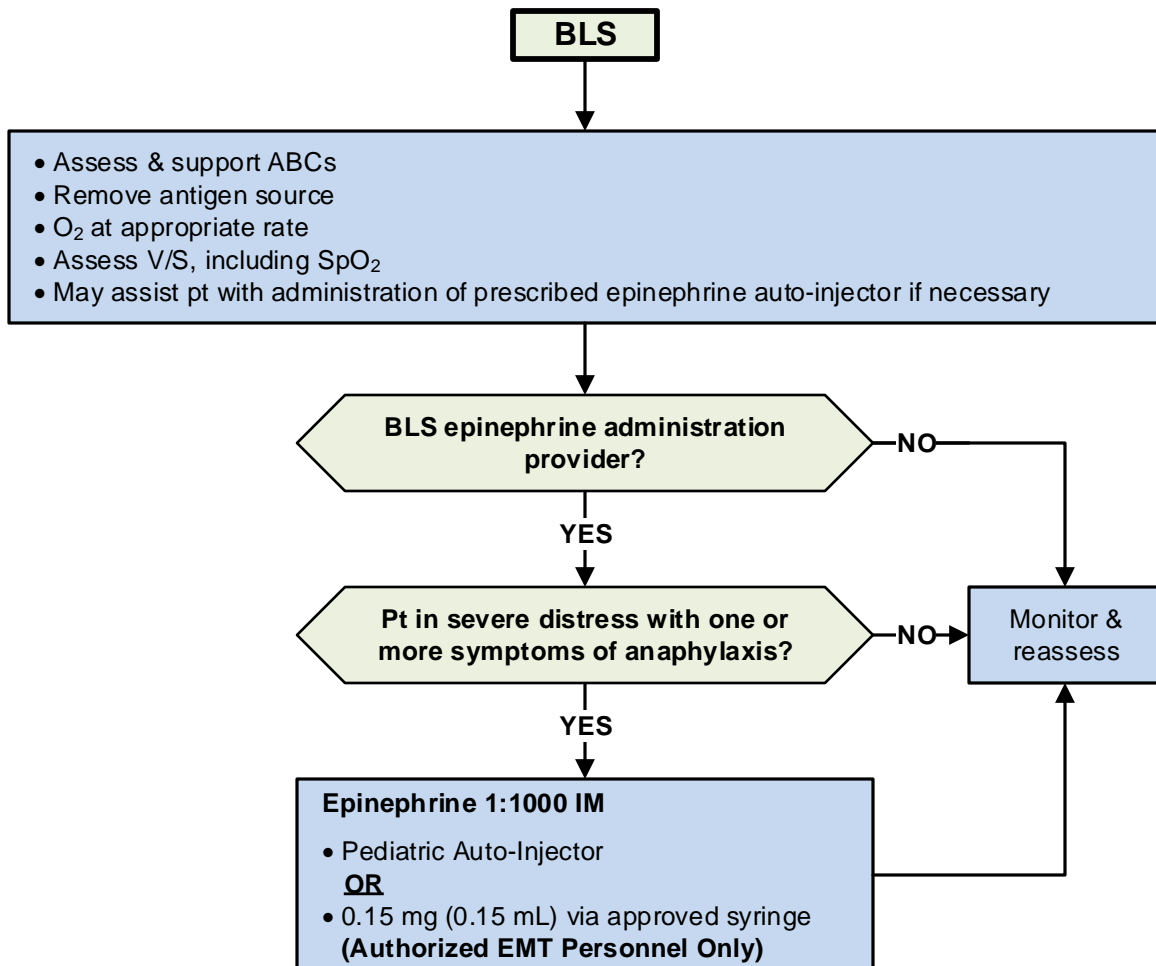 BLS
• Assess & support ABCs
• Remove antigen source
• O₂ at appropriate rate
• Assess V/S, including SpO₂
• May assist pt with administration of prescribed epinephrine auto-injector if necessary
BLS epinephrine administration
provider?
NO
YES
Pt in severe distress with one or
more symptoms of anaphylaxis?
NO
Monitor &
reassess
YES
Epinephrine 1:1000 IM
• Pediatric Auto-Injector
OR
• 0.15 mg (0.15 mL) via approved syringe
(Authorized EMT Personnel Only)